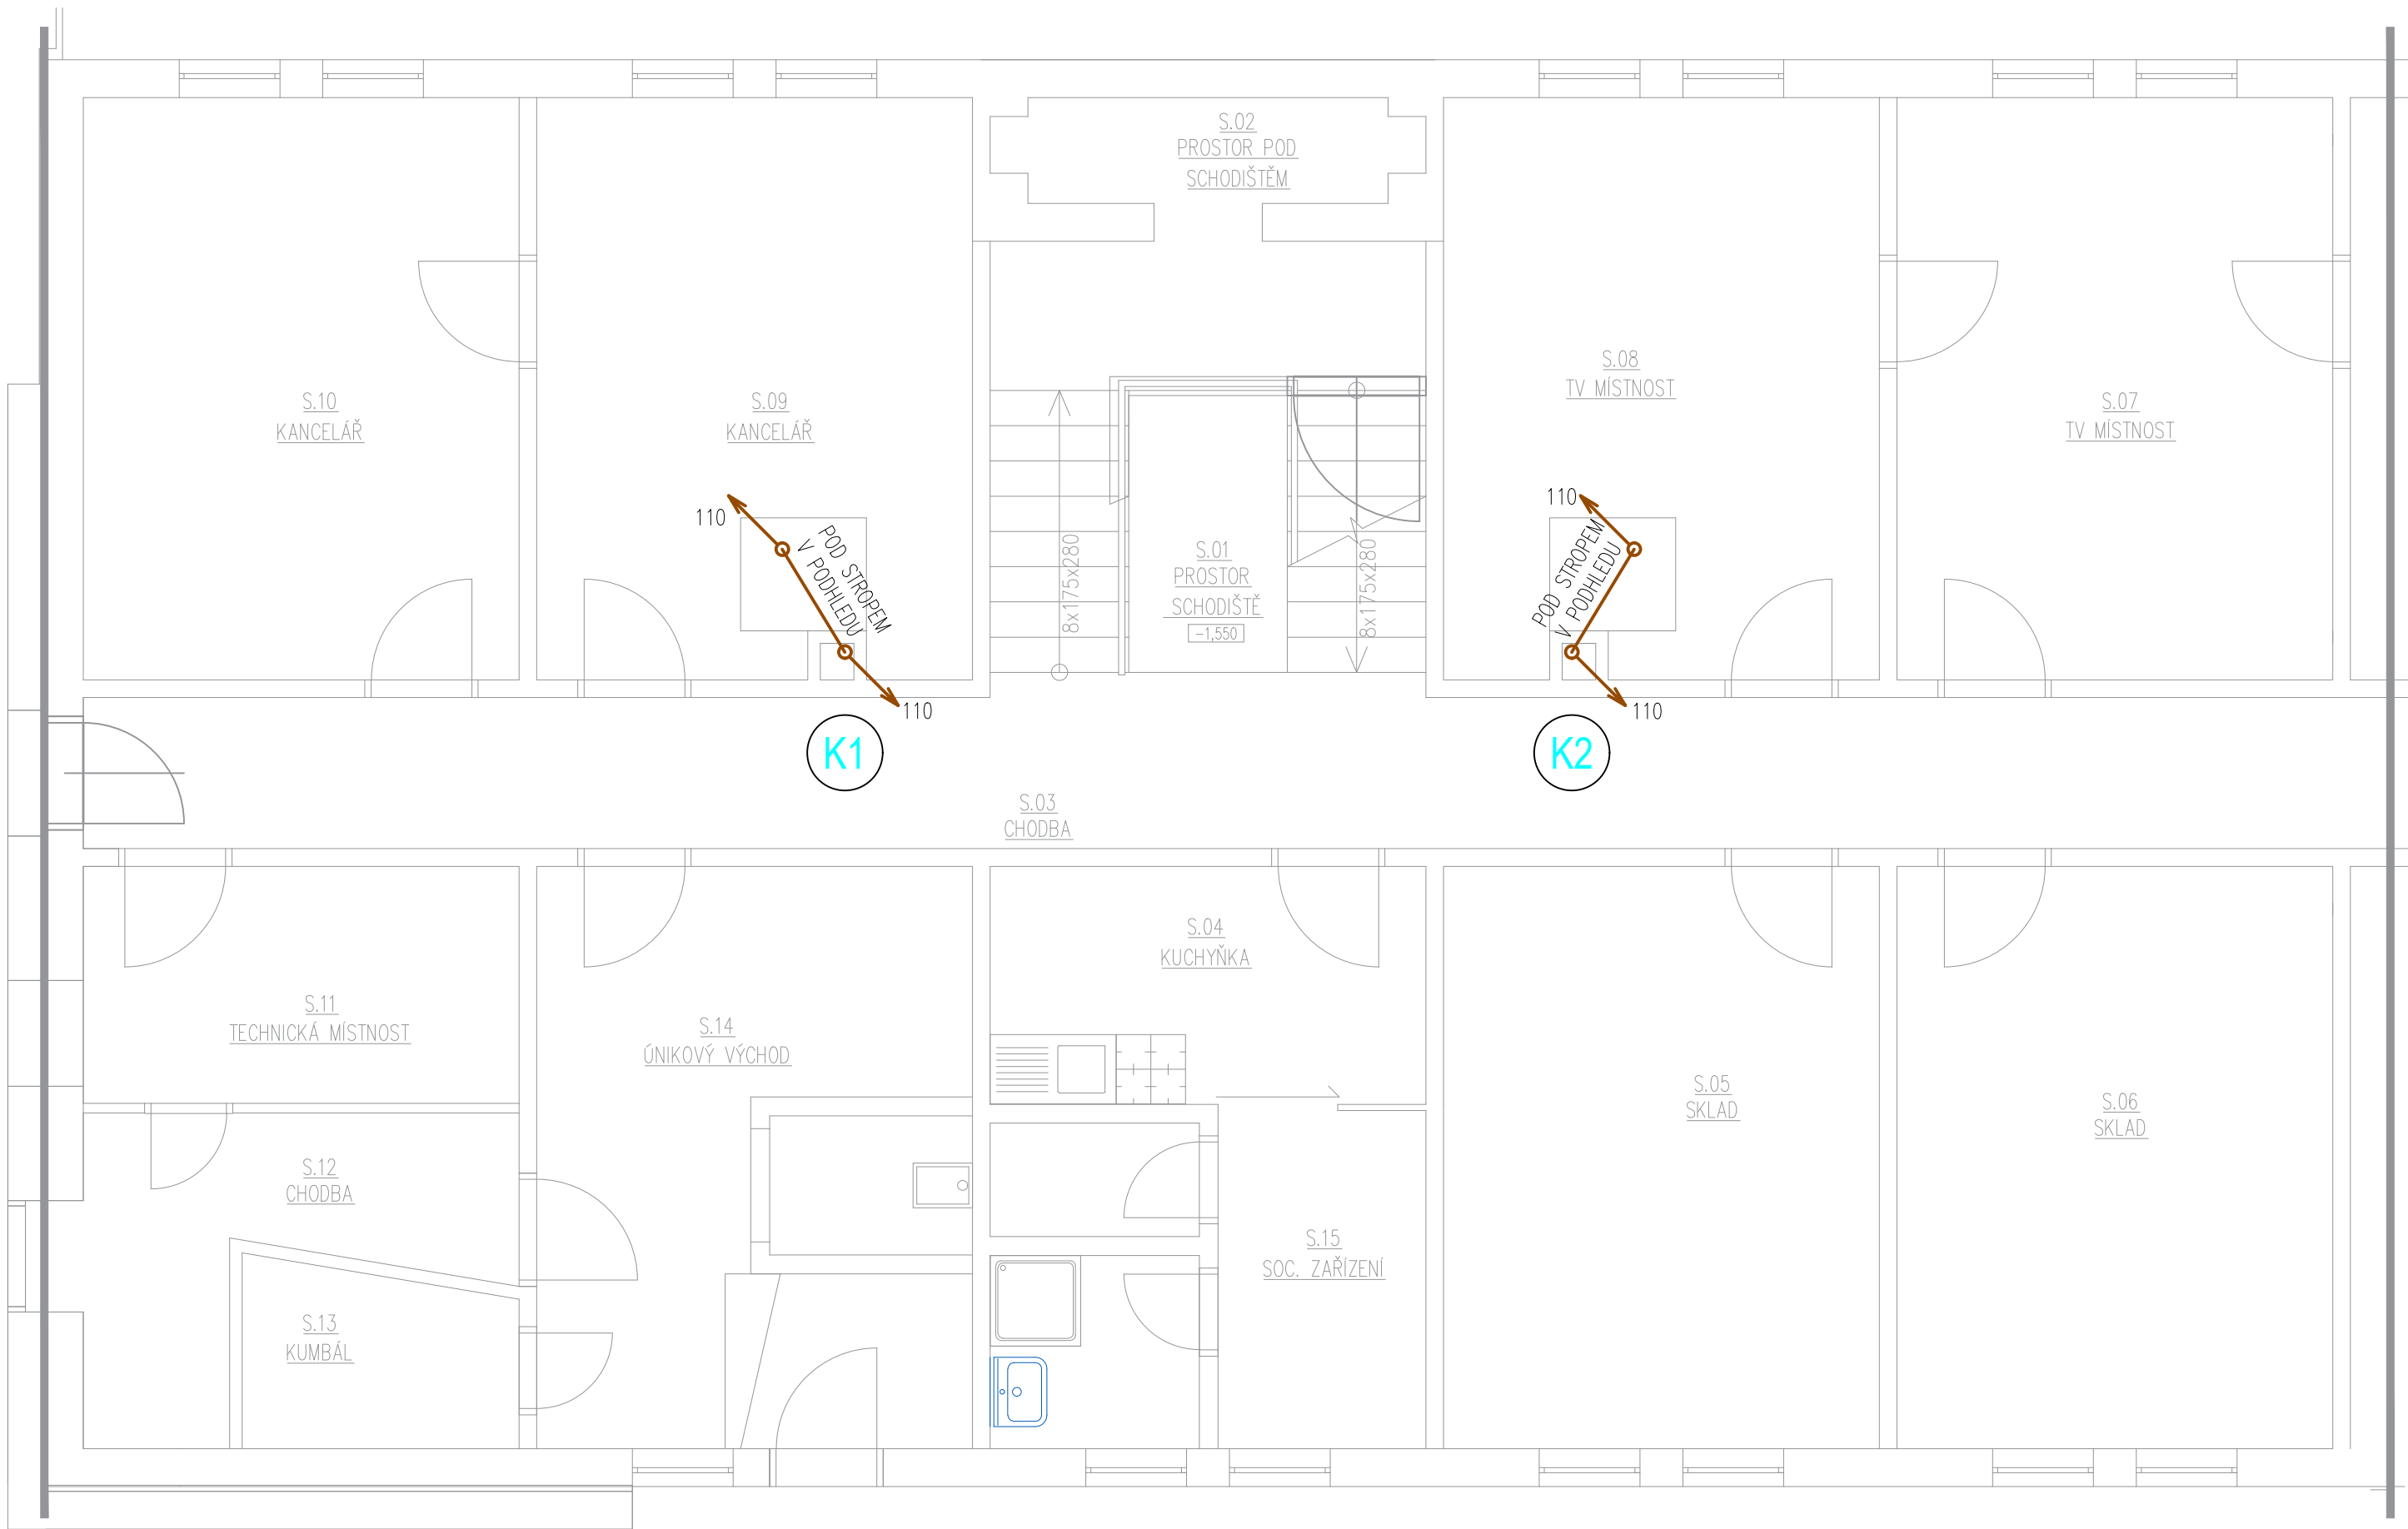 S.02
PROSTOR POD
SCHODIŠTĚM
S.10
KANCELÁŘ
S.09
KANCELÁŘ
S.08
TV MÍSTNOST
S.07
TV MÍSTNOST
110
POD STROPEM
V PODHLEDU
110
K1
8x175x280
S.01
PROSTOR
SCHODIŠTĚ
-1,550
8x175x280
110
POD STROPEM
V PODHLEDU
110
K2
S.03
CHODBA
S.04
KUCHYŇKA
S.11
TECHNICKÁ MÍSTNOST
S.14
ÚNIKOVÝ VÝCHOD
S.05
SKLAD
S.06
SKLAD
S.12
CHODBA
S.15
SOC. ZAŘÍZENÍ
S.13
KUMBÁL